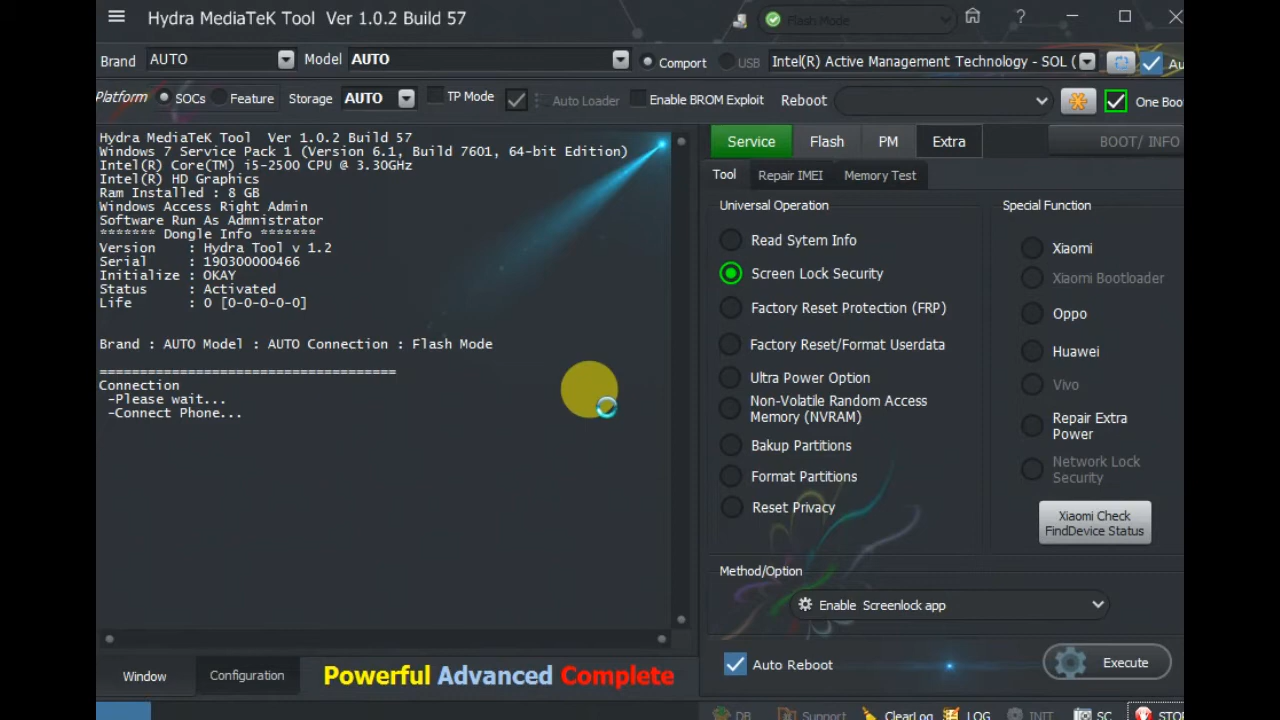 Hydra MediaTeK Tool Ver 1.0.2 Build 57
Flash Mode
?
Brand AUTO Model AUTO Comport USB Intel(R) Active Management Technology - SOL ( Au
Platform SOCs Feature Storage AUTO TP Mode Auto Loader Enable BROM Exploit Reboot One Boo
Hydra MediaTeK Tool Ver 1.0.2 Build 57
Windows 7 Service Pack 1 (Version 6.1, Build 7601, 64-bit Edition)
Intel(R) Core(TM) i5-2500 CPU @ 3.30GHz
Intel(R) HD Graphics
Ram Installed : 8 GB
Windows Access Right Admin
Software Run As Admnistrator
******* Dongle Info *******
Version : Hydra Tool v 1.2
Serial : 190300000466
Initialize : OKAY
Status : Activated
Life : 0 [0-0-0-0-0]
Brand : AUTO Model : AUTO Connection : Flash Mode
=====================================
Connection
-Please wait...
-Connect Phone...
Window Configuration Powerful Advanced Complete
Service Flash PM Extra BOOT/ INFO
Tool Repair IMEI Memory Test
Universal Operation
Read Sytem Info
Screen Lock Security
Factory Reset Protection (FRP)
Factory Reset/Format Userdata
Ultra Power Option
Non-Volatile Random Access
Memory (NVRAM)
Bakup Partitions
Format Partitions
Reset Privacy
Special Function
Xiaomi
Xiaomi Bootloader
Oppo
Huawei
Vivo
Repair Extra
Power
Network Lock
Security
Xiaomi Check
FindDevice Status
Method/Option
Enable Screenlock app
Auto Reboot Execute
DB Support ClearLog LOG INIT SC STOP